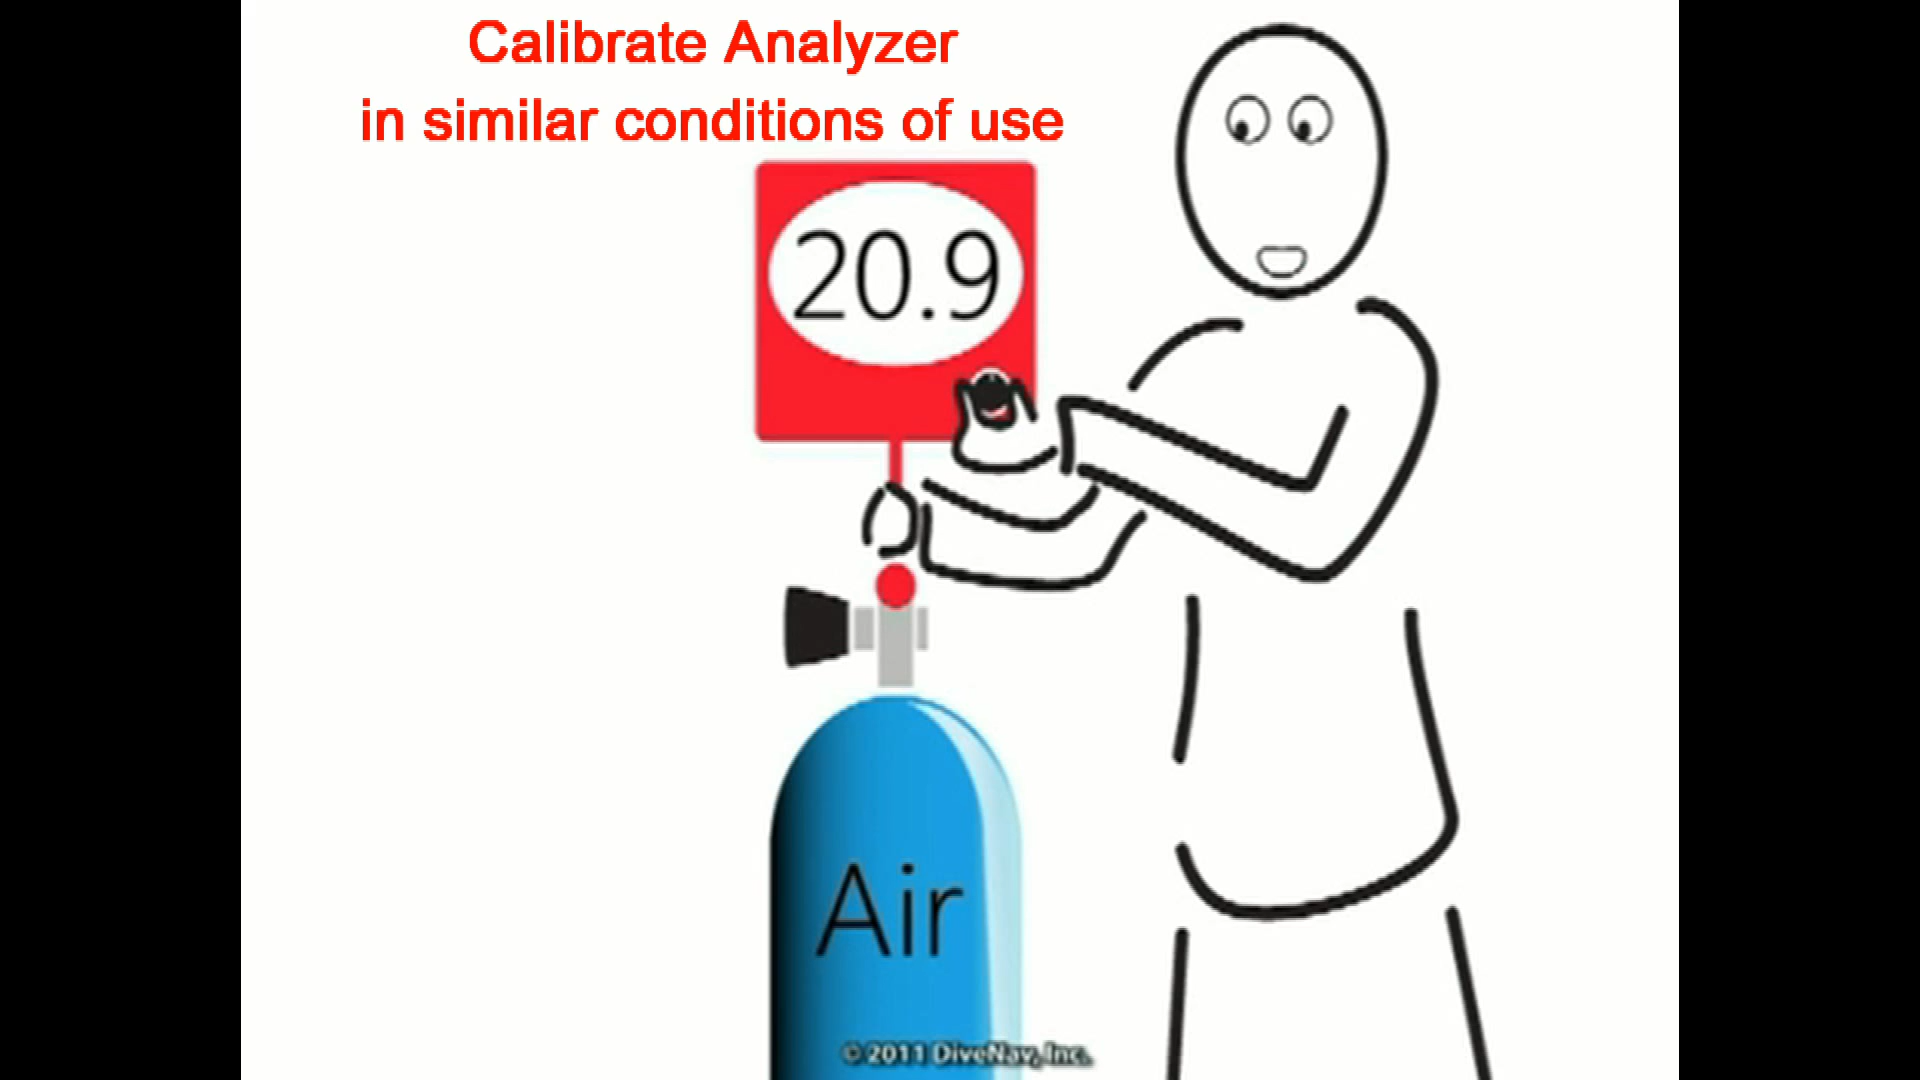 Calibrate Analyzer
in similar conditions of use
20.9
Air
© 2011 DiveNav, Inc.